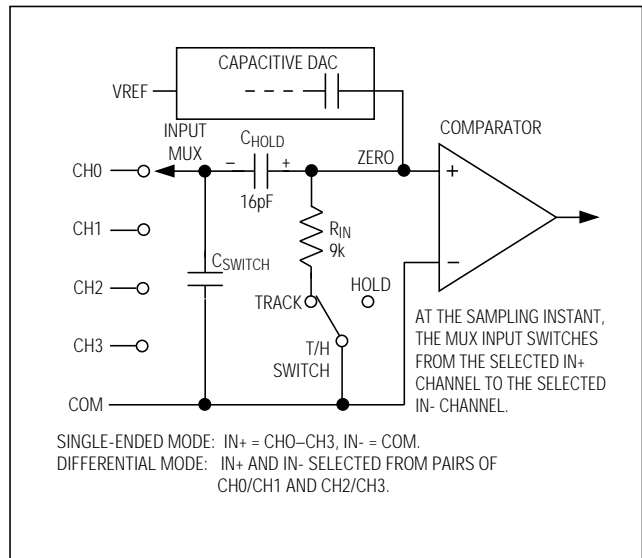 CAPACITIVE DAC
VREF
INPUT
MUX
C HOLD
– +
16pF
ZERO
COMPARATOR
+
–
CH0
CH1
CH2
CH3
COM
C SWITCH
R IN
9k
TRACK
HOLD
T/H
SWITCH
AT THE SAMPLING INSTANT,
THE MUX INPUT SWITCHES
FROM THE SELECTED IN+
CHANNEL TO THE SELECTED
IN- CHANNEL.
SINGLE-ENDED MODE: IN+ = CHO–CH3, IN- = COM.
DIFFERENTIAL MODE: IN+ AND IN- SELECTED FROM PAIRS OF
CH0/CH1 AND CH2/CH3.